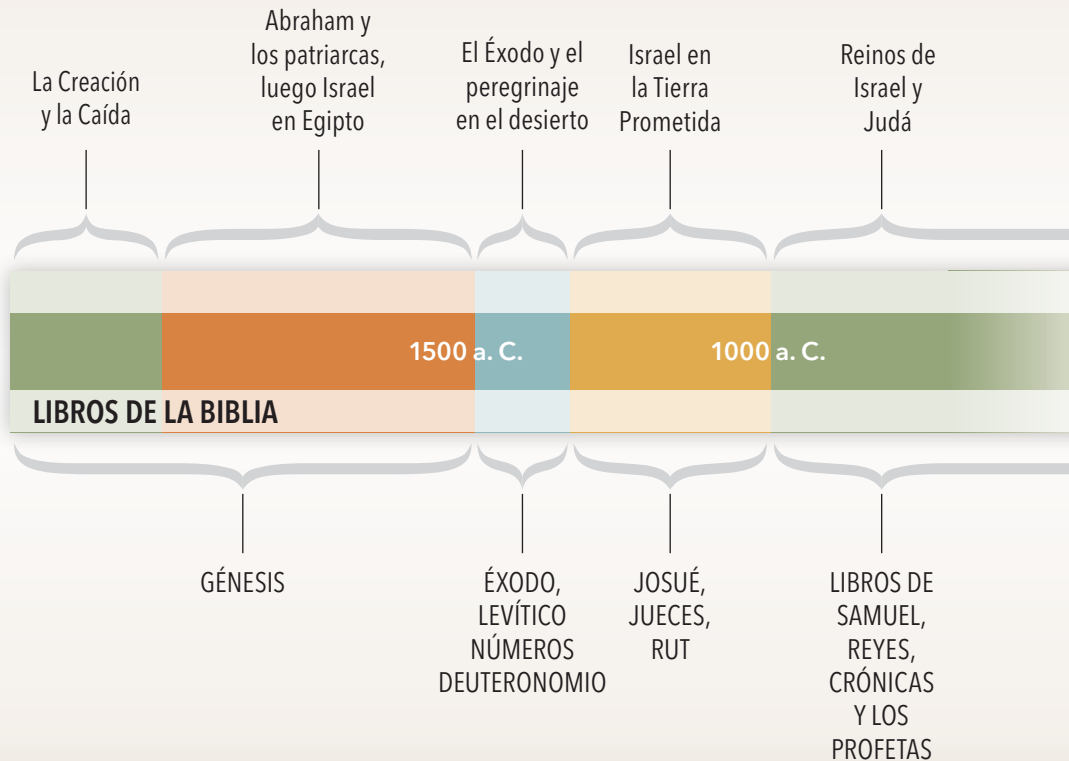 La Creación
y la Caída
Abraham y
los patriarcas,
luego Israel
en Egipto
El Éxodo y el
peregrinaje
en el desierto
Israel en
la Tierra
Prometida
Reinos de
Israel y
Judá
1500 a. C.
1000 a. C.
LIBROS DE LA BIBLIA
GÉNESIS
ÉXODO,
LEVÍTICO
NÚMEROS
DEUTERONOMIO
JOSUÉ,
JUECES,
RUT
LIBROS DE
SAMUEL,
REYES,
CRÓNICAS
Y LOS
PROFETAS